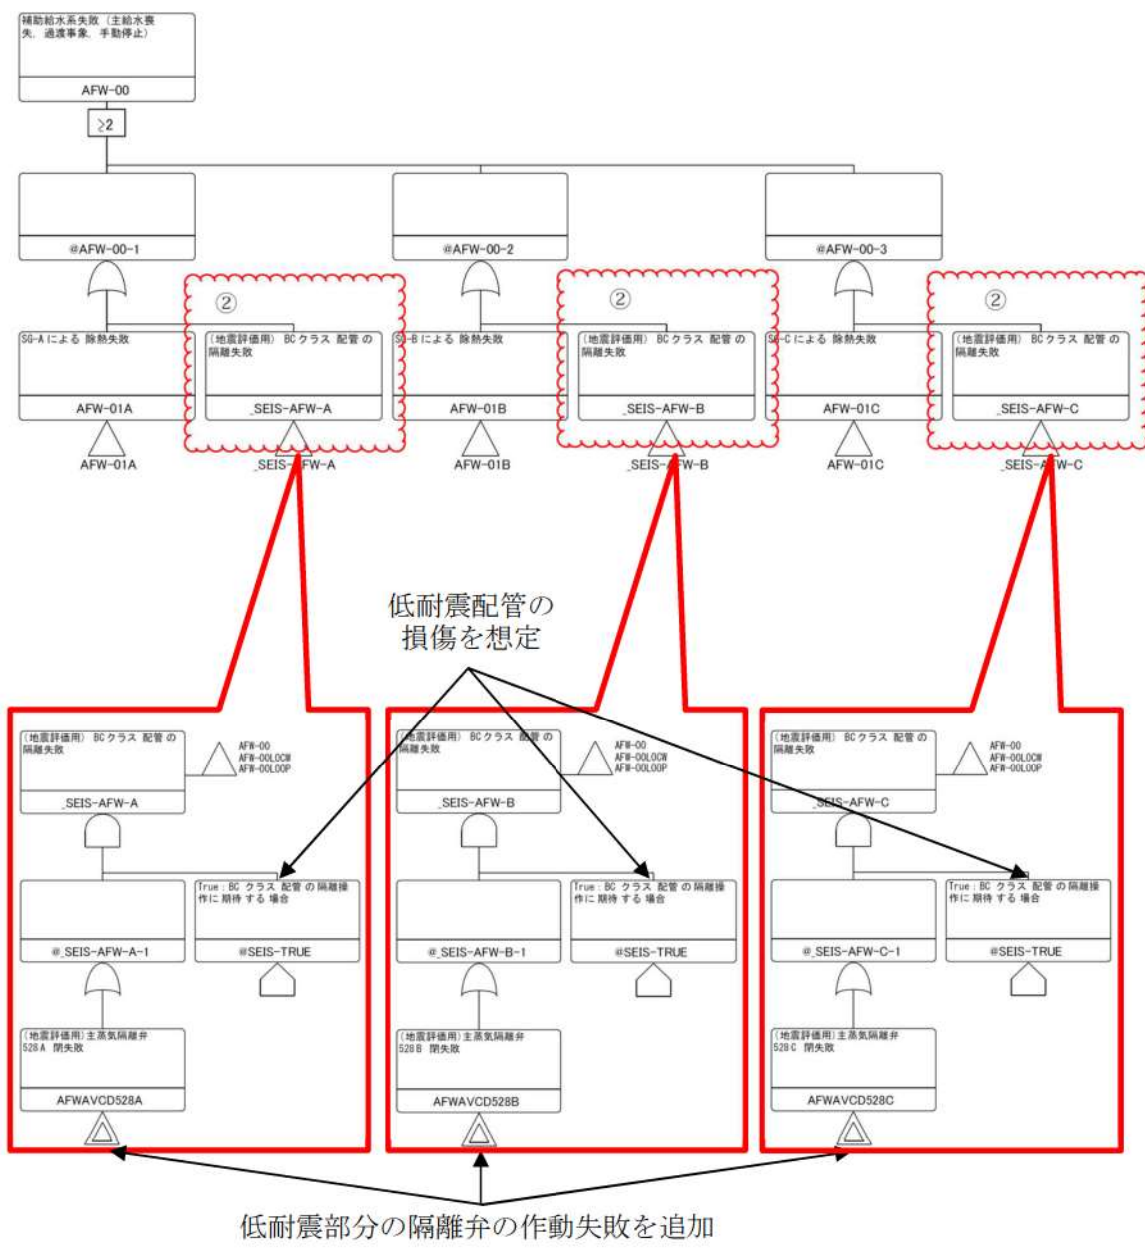 補助給水系失敗（主給水喪
失，過渡事象，手動停止）
AFW-00
≧2
@AFW-00-1
@AFW-00-2
@AFW-00-3
②
②
②
SG-A による 除熱失敗
（地震評価用） BCクラス 配管 の
隔離失敗
SG-B による 除熱失敗
（地震評価用） BCクラス 配管 の
隔離失敗
SG-C による 除熱失敗
（地震評価用） BCクラス 配管 の
隔離失敗
AFW-01A
_SEIS-AFW-A
AFW-01B
_SEIS-AFW-B
AFW-01C
_SEIS-AFW-C
AFW-01A
_SEIS-AFW-A
AFW-01B
_SEIS-AFW-B
AFW-01C
_SEIS-AFW-C
低耐震配管の
損傷を想定
（地震評価用） BCクラス 配管 の
隔離失敗
AFW-00
AFW-00LOCW
AFW-00LOOP
_SEIS-AFW-A
True：BC クラス 配管 の 隔離操
作に 期待 する 場合
@_SEIS-AFW-A-1
@SEIS-TRUE
（地震評価用）主蒸気隔離弁
528A 閉失敗
AFWAVCD528A
（地震評価用） BCクラス 配管 の
隔離失敗
AFW-00
AFW-00LOCW
AFW-00LOOP
_SEIS-AFW-B
True：BC クラス 配管 の 隔離操
作に 期待 する 場合
@_SEIS-AFW-B-1
@SEIS-TRUE
（地震評価用）主蒸気隔離弁
528B 閉失敗
AFWAVCD528B
（地震評価用） BCクラス 配管 の
隔離失敗
AFW-00
AFW-00LOCW
AFW-00LOOP
_SEIS-AFW-C
True：BC クラス 配管 の 隔離操
作に 期待 する 場合
@_SEIS-AFW-C-1
@SEIS-TRUE
（地震評価用）主蒸気隔離弁
528C 閉失敗
AFWAVCD528C
低耐震部分の隔離弁の作動失敗を追加